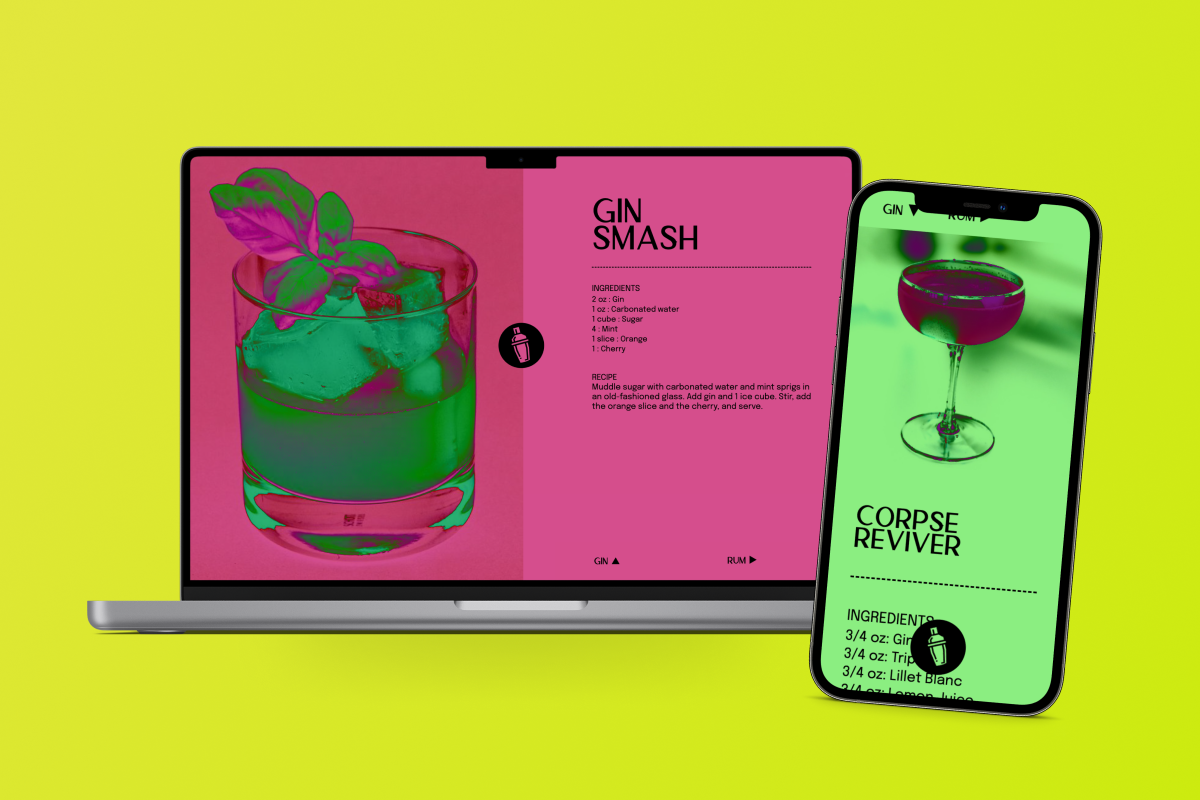 GIN
SMASH
INGREDIENTS
2 oz : Gin
1 oz : Carbonated water
1 cube : Sugar
4 : Mint
1 slice : Orange
1 : Cherry
RECIPE
Muddle sugar with carbonated water and mint sprigs in
an old-fashioned glass. Add gin and 1 ice cube. Stir, add
the orange slice and the cherry, and serve.
GIN ▲ RUM ▶
GIN ▼ RUM ▶
CORPSE
REVIVER
INGREDIENTS
3/4 oz: Gin
3/4 oz: Trip
3/4 oz: Lillet Blanc
3/4 oz: Lemon Juice